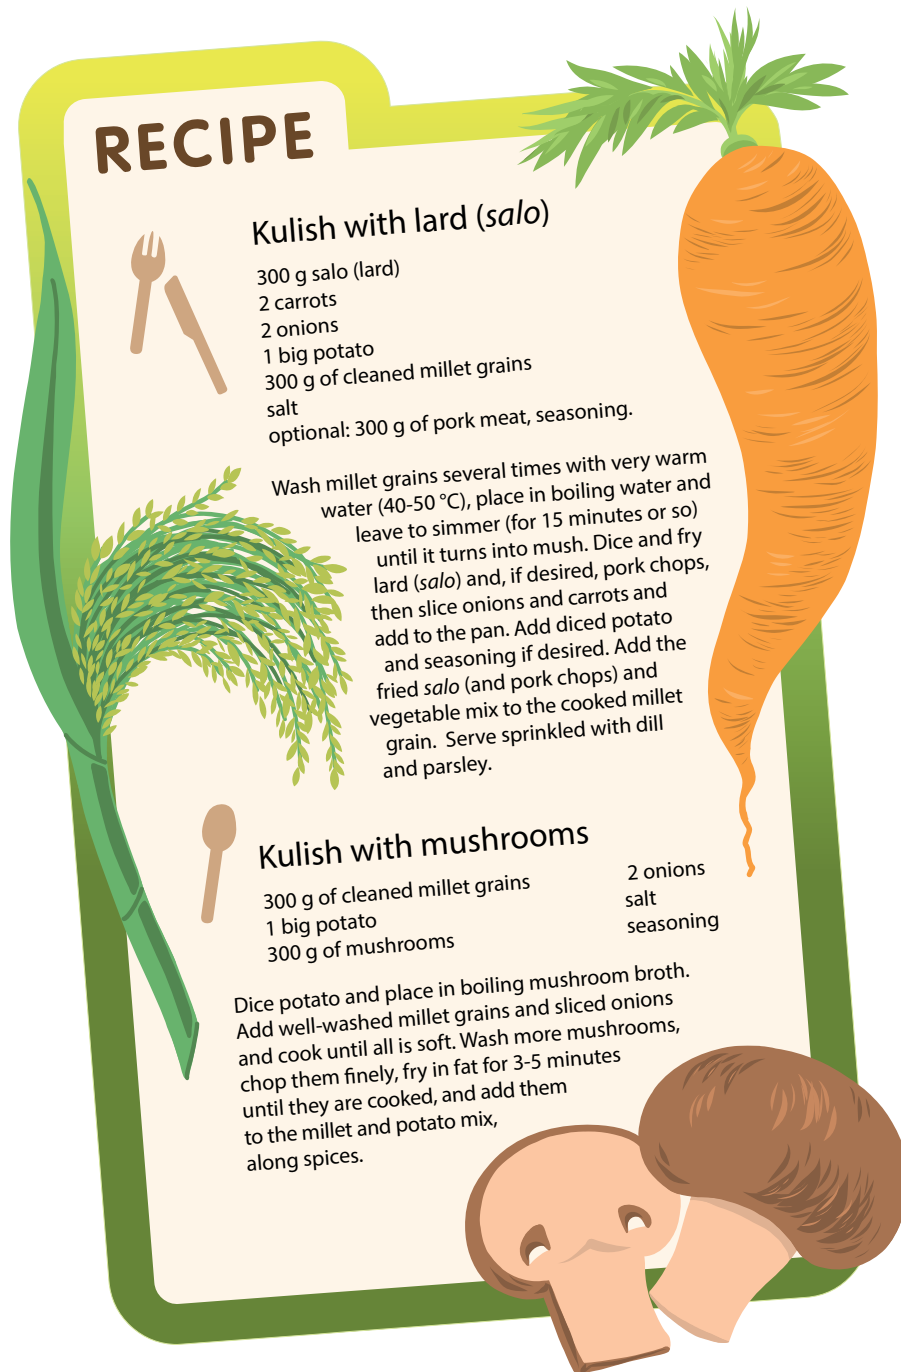 RECIPE
Kulish with lard (salo)
300 g salo (lard)
2 carrots
2 onions
1 big potato
300 g of cleaned millet grains
salt
optional: 300 g of pork meat, seasoning.
Wash millet grains several times with very warm
water (40-50 °C), place in boiling water and
leave to simmer (for 15 minutes or so)
until it turns into mush. Dice and fry
lard (salo) and, if desired, pork chops,
then slice onions and carrots and
add to the pan. Add diced potato
and seasoning if desired. Add the
fried salo (and pork chops) and
vegetable mix to the cooked millet
grain. Serve sprinkled with dill
and parsley.
Kulish with mushrooms
300 g of cleaned millet grains
1 big potato
300 g of mushrooms
2 onions
salt
seasoning
Dice potato and place in boiling mushroom broth.
Add well-washed millet grains and sliced onions
and cook until all is soft. Wash more mushrooms,
chop them finely, fry in fat for 3-5 minutes
until they are cooked, and add them
to the millet and potato mix,
along spices.